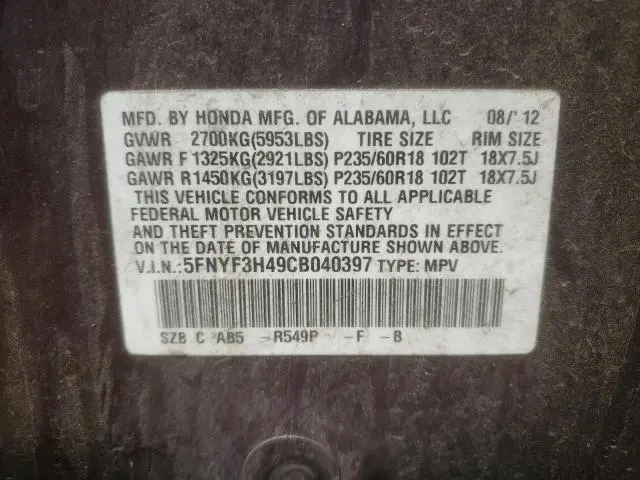 MFD. BY HONDA MFG. OF ALABAMA, LLC 08/'12
GVWR 2700KG(5953LBS) TIRE SIZE RIM SIZE
GAWR F 1325KG(2921LBS) P235/60R18 102T 18X7.5J
GAWR R1450KG(3197LBS) P235/60R18 102T 18X7.5J
THIS VEHICLE CONFORMS TO ALL APPLICABLE
FEDERAL MOTOR VEHICLE SAFETY
AND THEFT PREVENTION STANDARDS IN EFFECT
ON THE DATE OF MANUFACTURE SHOWN ABOVE.
V.I.N.:5FNYF3H49CB040397 TYPE: MPV
SZB C AB5 -R549P -F -B